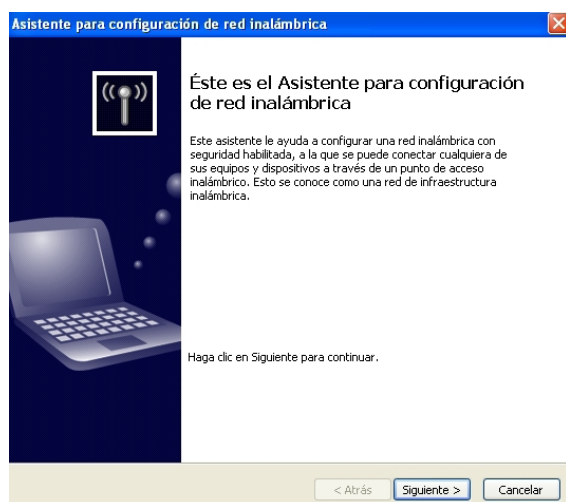 Asistente para configuración de red inalámbrica
Éste es el Asistente para configuración
de red inalámbrica
Este asistente le ayuda a configurar una red inalámbrica con
seguridad habilitada, a la que se puede conectar cualquiera de
sus equipos y dispositivos a través de un punto de acceso
inalámbrico. Esto se conoce como una red de infraestructura
inalámbrica.
Haga clic en Siguiente para continuar.
< Atrás Siguiente > Cancelar